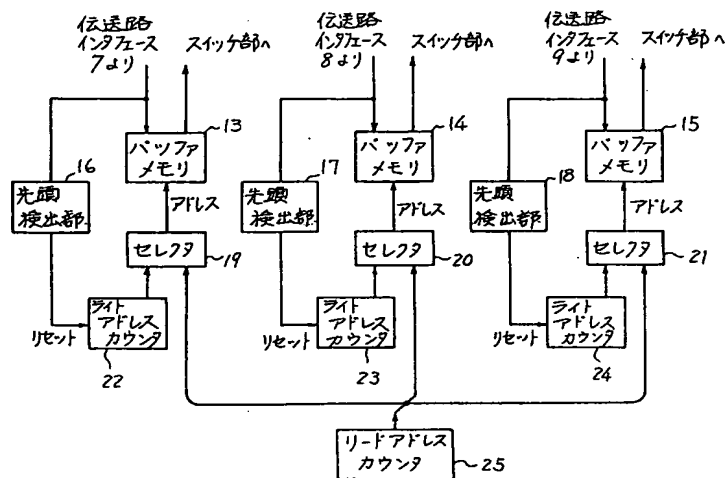 伝送路
インタフェース
7より
スイッチ部へ
伝送路
インタフェース
8より
スイッチ部へ
伝送路
インタフェース
9より
スイッチ部へ
13
バッファ
メモリ
14
バッファ
メモリ
15
バッファ
メモリ
16
先頭
検出部
17
先頭
検出部
18
先頭
検出部
アドレス
アドレス
アドレス
セレクタ
19
セレクタ
20
セレクタ
21
リセット
ライト
アドレス
カウンタ
22
リセット
ライト
アドレス
カウンタ
23
リセット
ライト
アドレス
カウンタ
24
リードアドレス
カウンタ
25